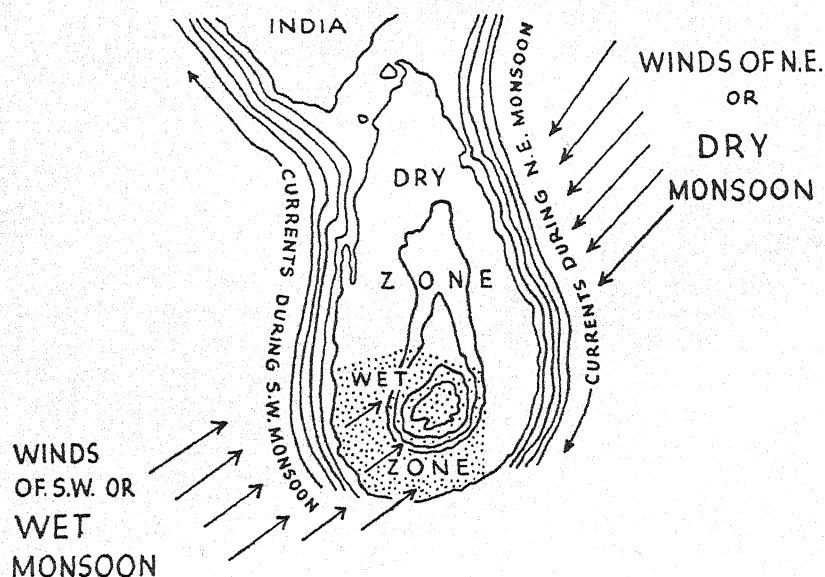 INDIA
WINDS OF N.E.
OR
DRY
MONSOON
CURRENTS DURING N.E. MONSOON
DRY
ZONE
CURRENTS DURING S.W. MONSOON
WET
ZONE
WINDS
OF S.W. OR
WET
MONSOON